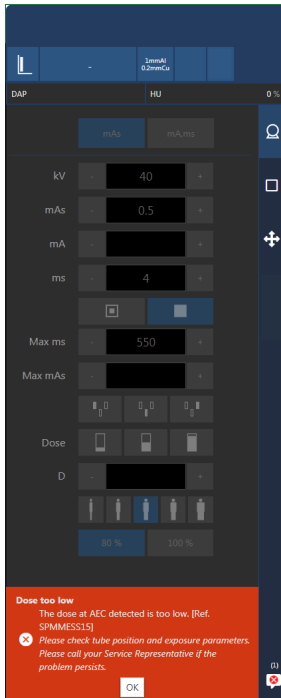 -
1mmAl
0.2mmCu
DAP HU 0 %
mAs mA,ms
kV - 40 +
mAs - 0.5 +
mA - +
ms - 4 +
Max ms - 550 +
Max mAs - +
Dose
D - +
80 % 100 %
Dose too low
The dose at AEC detected is too low. [Ref.
SPMMESS15]
Please check tube position and exposure parameters.
Please call your Service Representative if the
problem persists.
(1)
OK